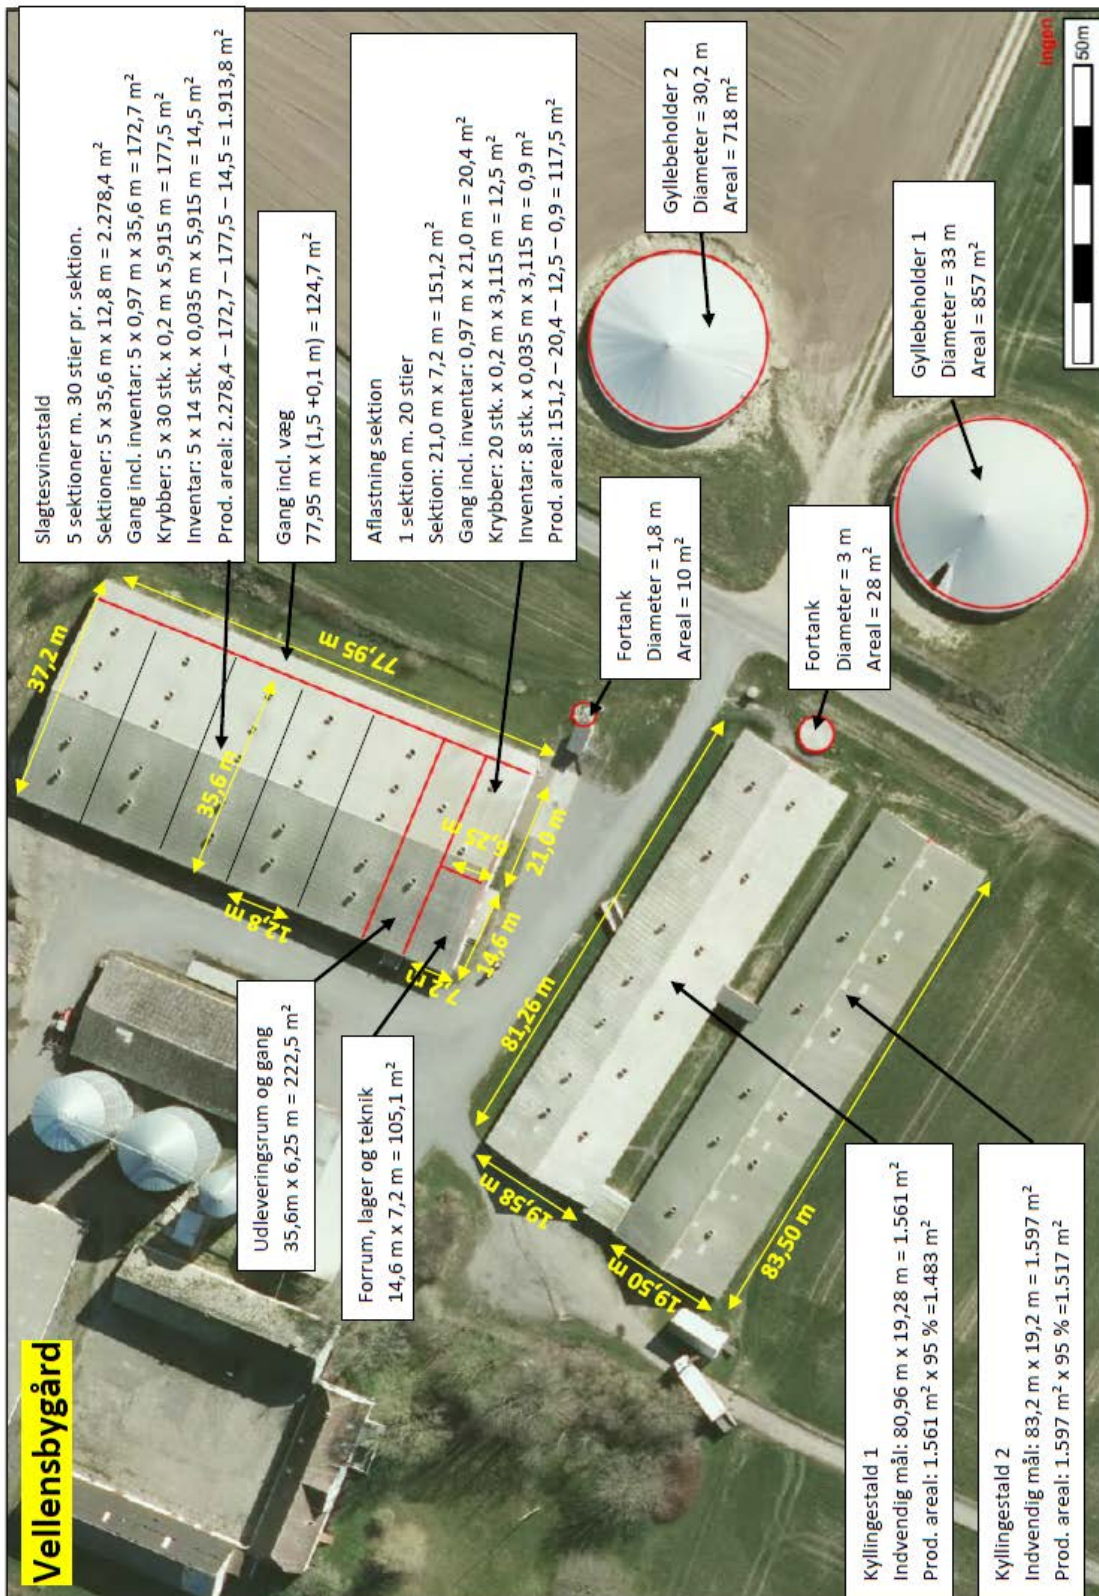 Vellensbygård
Slagtesvinestald
5 sektioner m. 30 stier pr. sektion.
Sektioner: 5 x 35,6 m x 12,8 m = 2.278,4 m²
Gang incl. inventar: 5 x 0,97 m x 35,6 m = 172,7 m²
Krybber: 5 x 30 stk. x 0,2 m x 5,915 m = 177,5 m²
Inventar: 5 x 14 stk. x 0,035 m x 5,915 m = 14,5 m²
Prod. areal: 2.278,4 – 172,7 – 177,5 – 14,5 = 1.913,8 m²
Gang incl. væg
77,95 m x (1,5 +0,1 m) = 124,7 m²
Aflastning sektion
1 sektion m. 20 stier
Sektion: 21,0 m x 7,2 m = 151,2 m²
Gang incl. inventar: 0,97 m x 21,0 m = 20,4 m²
Krybber: 20 stk. x 0,2 m x 3,115 m = 12,5 m²
Inventar: 8 stk. x 0,035 m x 3,115 m = 0,9 m²
Prod. areal: 151,2 – 20,4 – 12,5 – 0,9 = 117,5 m²
37,2 m
77,95 m
35,6 m
12,8 m
6,25 m
7,2 m
14,6 m
21,0 m
Udleveringsrum og gang
35,6m x 6,25 m = 222,5 m²
Forrum, lager og teknik
14,6 m x 7,2 m = 105,1 m²
Fortank
Diameter = 1,8 m
Areal = 10 m²
Gyllebeholder 2
Diameter = 30,2 m
Areal = 718 m²
Fortank
Diameter = 3 m
Areal = 28 m²
Gyllebeholder 1
Diameter = 33 m
Areal = 857 m²
81,26 m
19,58 m
19,50 m
83,50 m
Kyllingestald 1
Indvendig mål: 80,96 m x 19,28 m = 1.561 m²
Prod. areal: 1.561 m² x 95 % =1.483 m²
Kyllingestald 2
Indvendig mål: 83,2 m x 19,2 m = 1.597 m²
Prod. areal: 1.597 m² x 95 % =1.517 m²
Ingen
50m